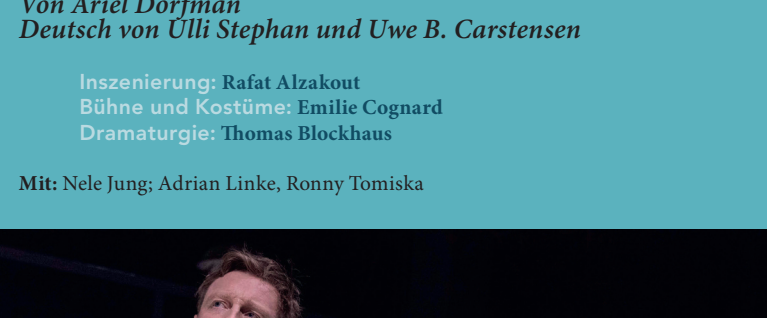 Von Ariel Dorfman
Deutsch von Ulli Stephan und Uwe B. Carstensen
Inszenierung: Rafat Alzakout
Bühne und Kostüme: Emilie Cognard
Dramaturgie: Thomas Blockhaus
Mit: Nele Jung; Adrian Linke, Ronny Tomiska